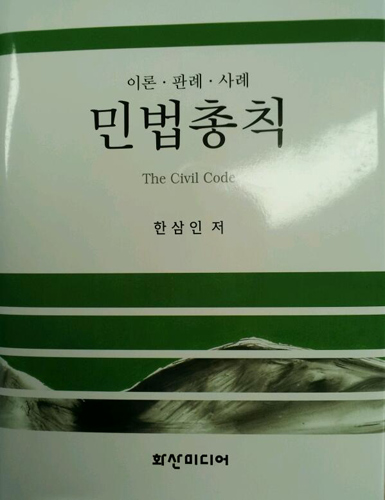 이론 · 판례 · 사례
민법총칙
The Civil Code
한삼인 저
화산미디어